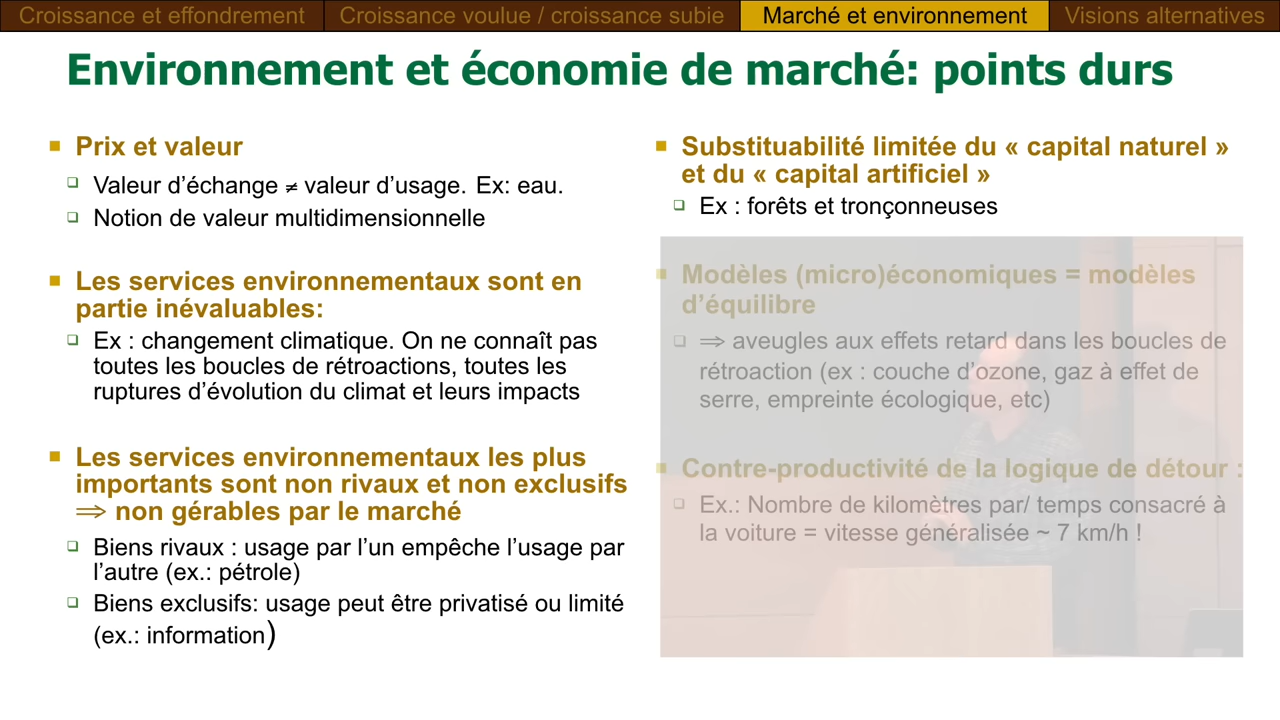 Croissance et effondrement
Croissance voulue / croissance subie
Marché et environnement
Visions alternatives
Environnement et économie de marché: points durs
Prix et valeur
Valeur d’échange ≠ valeur d’usage. Ex: eau.
Notion de valeur multidimensionnelle
Les services environnementaux sont en
partie inévaluables:
Ex : changement climatique. On ne connaît pas
toutes les boucles de rétroactions, toutes les
ruptures d’évolution du climat et leurs impacts
Les services environnementaux les plus
importants sont non rivaux et non exclusifs
⇒ non gérables par le marché
Biens rivaux : usage par l’un empêche l’usage par
l’autre (ex.: pétrole)
Biens exclusifs: usage peut être privatisé ou limité
(ex.: information)
Substituabilité limitée du « capital naturel »
et du « capital artificiel »
Ex : forêts et tronçonneuses
Modèles (micro)économiques = modèles
d’équilibre
⇒ aveugles aux effets retard dans les boucles de
rétroaction (ex : couche d’ozone, gaz à effet de
serre, empreinte écologique, etc)
Contre-productivité de la logique de détour :
Ex.: Nombre de kilomètres par/ temps consacré à
la voiture = vitesse généralisée ~ 7 km/h !